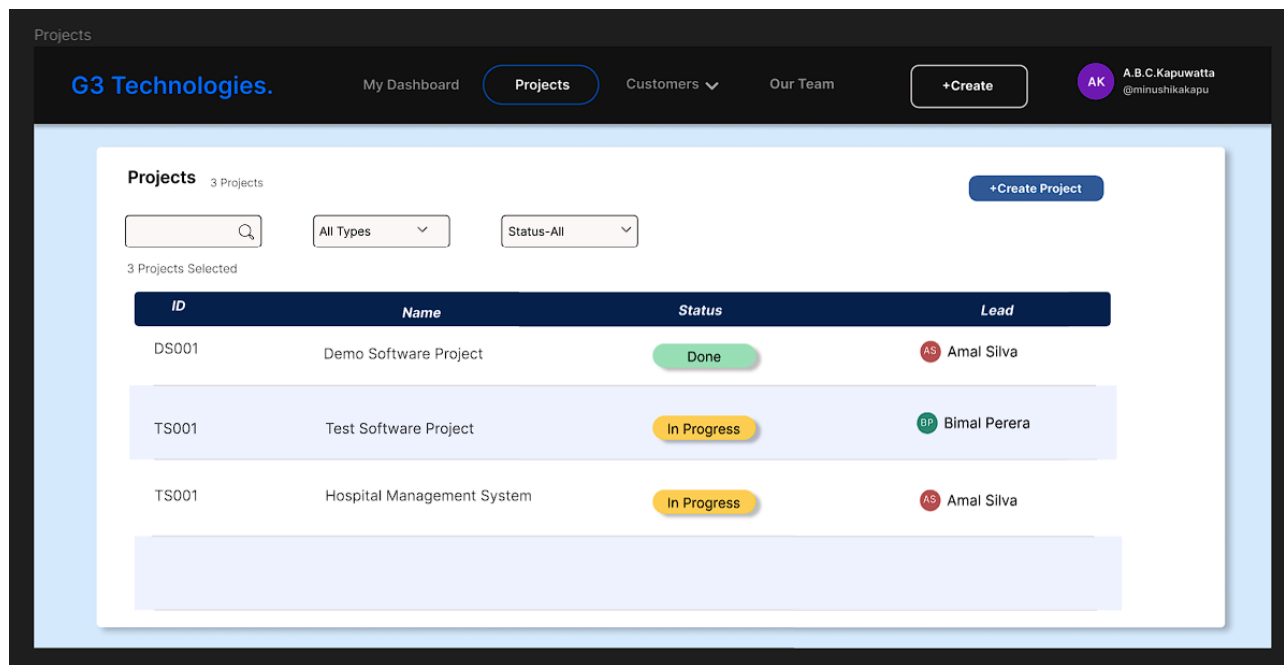 Projects
G3 Technologies.
My Dashboard
Projects
Customers
Our Team
+Create
AK
A.B.C.Kapuwatta
@minushikakapu
Projects
3 Projects
+Create Project
All Types
Status-All
3 Projects Selected
ID Name Status Lead
DS001 Demo Software Project Done AS Amal Silva
TS001 Test Software Project In Progress BP Bimal Perera
TS001 Hospital Management System In Progress AS Amal Silva